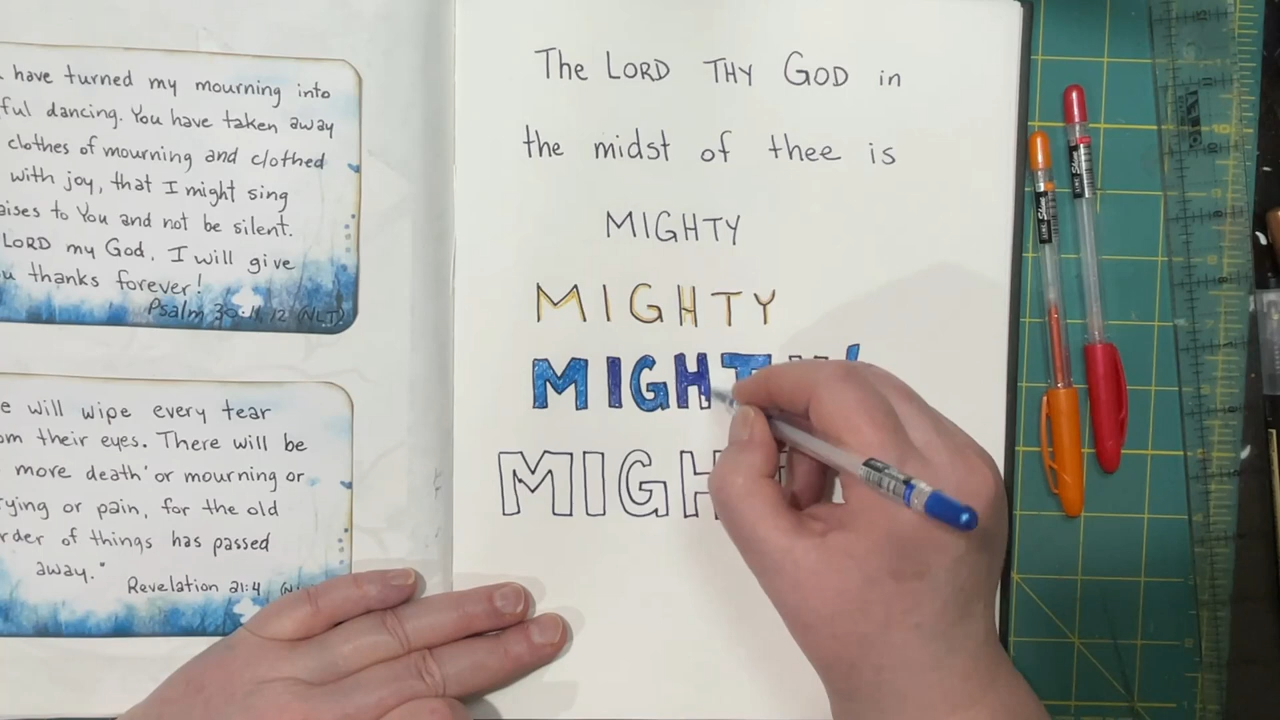 have turned my mourning into
ful dancing. You have taken away
clothes of mourning and clothed
with joy, that I might sing
aises to You and not be silent.
LORD my God, I will give
u thanks forever!
Psalm 30:11, 12 (NLT)
e will wipe every tear
om their eyes. There will be
more death' or mourning or
rying or pain, for the old
rder of things has passed
away."
Revelation 21:4
The LORD THY GOD in
the midst of thee is
MIGHTY
MIGHTY
MIGHTY!
MIGH